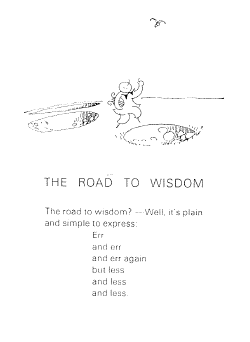 THE ROAD TO WISDOM
The road to wisdom? — Well, it's plain
and simple to express:
Err
and err
and err again
but less
and less
and less.